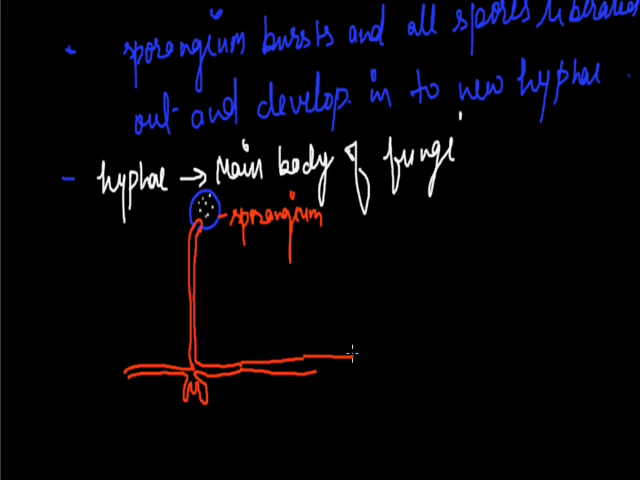 sporangium bursts and all spores liberated
out and develop in to new hyphae .
- hyphae → Main body of fungi
- sporangium